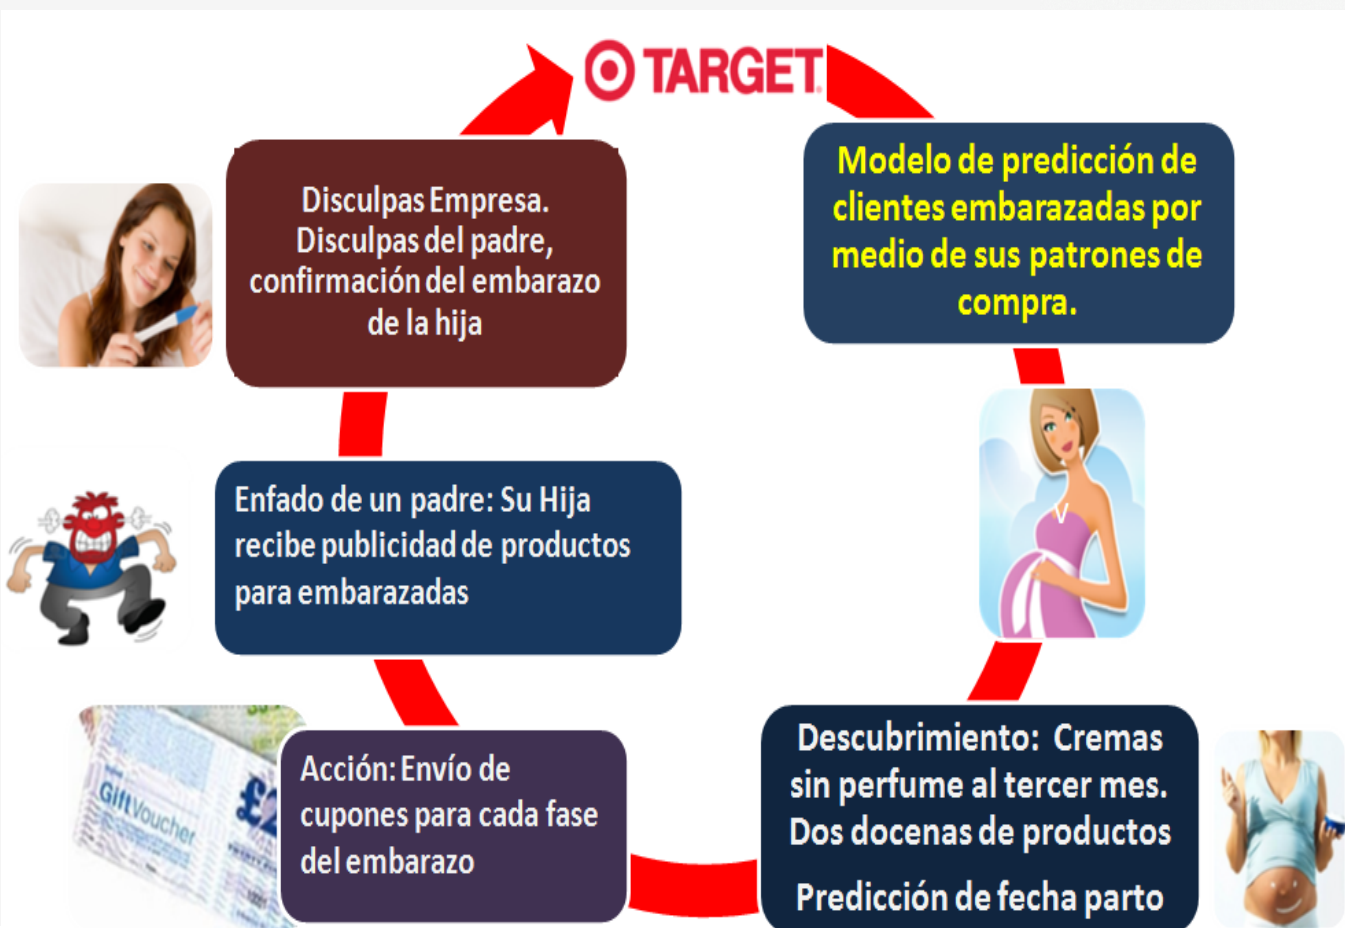 TARGET
Modelo de predicción de
clientes embarazadas por
medio de sus patrones de
compra.
V
Descubrimiento: Cremas
sin perfume al tercer mes.
Dos docenas de productos
Predicción de fecha parto
Acción: Envío de
cupones para cada fase
del embarazo
Gift Voucher
Enfado de un padre: Su Hija
recibe publicidad de productos
para embarazadas
Disculpas Empresa.
Disculpas del padre,
confirmación del embarazo
de la hija